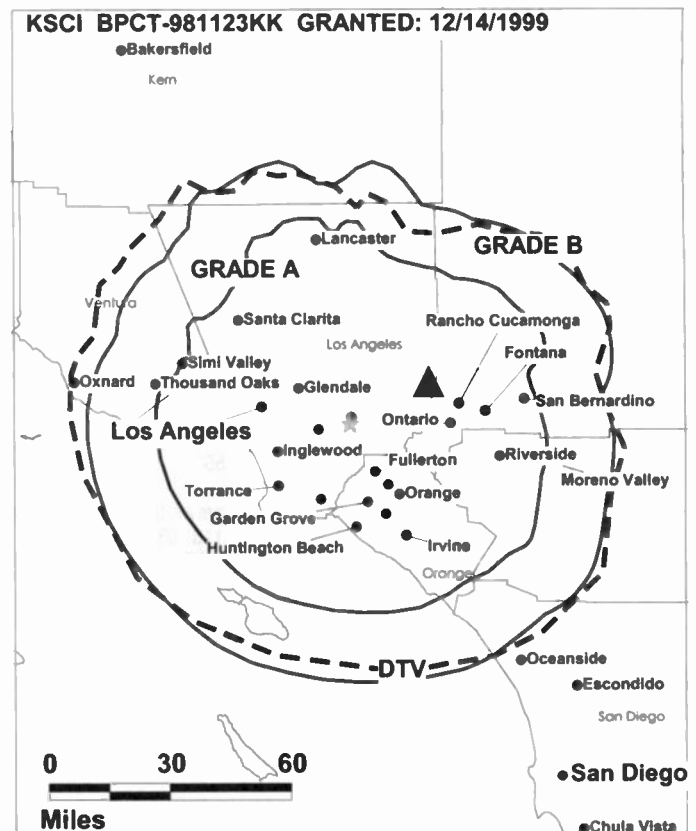 KSCI BPCT-981123KK GRANTED: 12/14/1999
Bakersfield
Kern
Lancaster
GRADE B
GRADE A
Ventura
Santa Clarita
Rancho Cucamonga
Los Angeles
Fontana
Simi Valley
Oxnard
Thousand Oaks
Glendale
San Bernardino
Ontario
Los Angeles
Inglewood
Fullerton
Riverside
Moreno Valley
Torrance
Orange
Garden Grove
Huntington Beach
Irvine
Orange
DTV
Oceanside
Escondido
San Diego
0 30 60
San Diego
Miles
Chula Vista